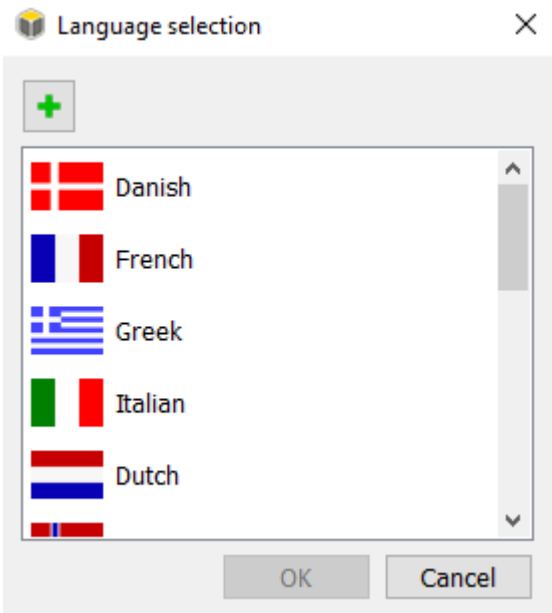 Language selection
Danish
French
Greek
Italian
Dutch
OK
Cancel